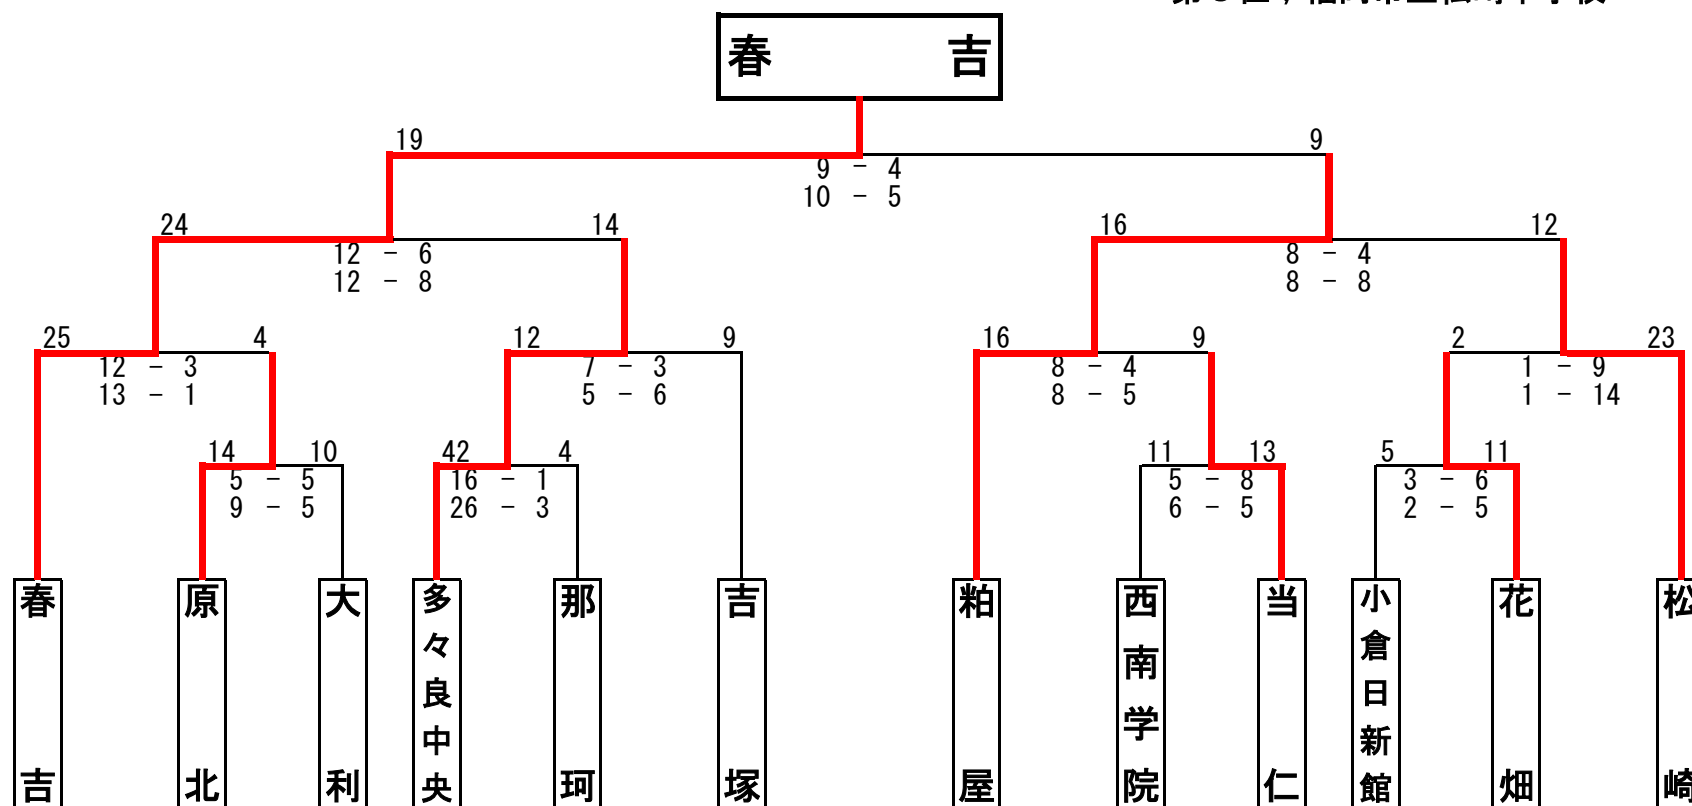 春 吉
19 9
9 － 4
10 － 5
24 14 16 12
12 － 6 8 － 4
12 － 8 8 － 8
25 4 12 9 16 9 2 23
12 － 3 7 － 3 8 － 4 1 － 9
13 － 1 5 － 6 8 － 5 1 － 14
14 10 42 4 11 13 5 11
5 － 5 16 － 1 5 － 8 3 － 6
9 － 5 26 － 3 6 － 5 2 － 5
春吉
原北
大利
多々良中央
那珂
吉塚
粕屋
西南学院
当仁
小倉日新館
花畑
松崎